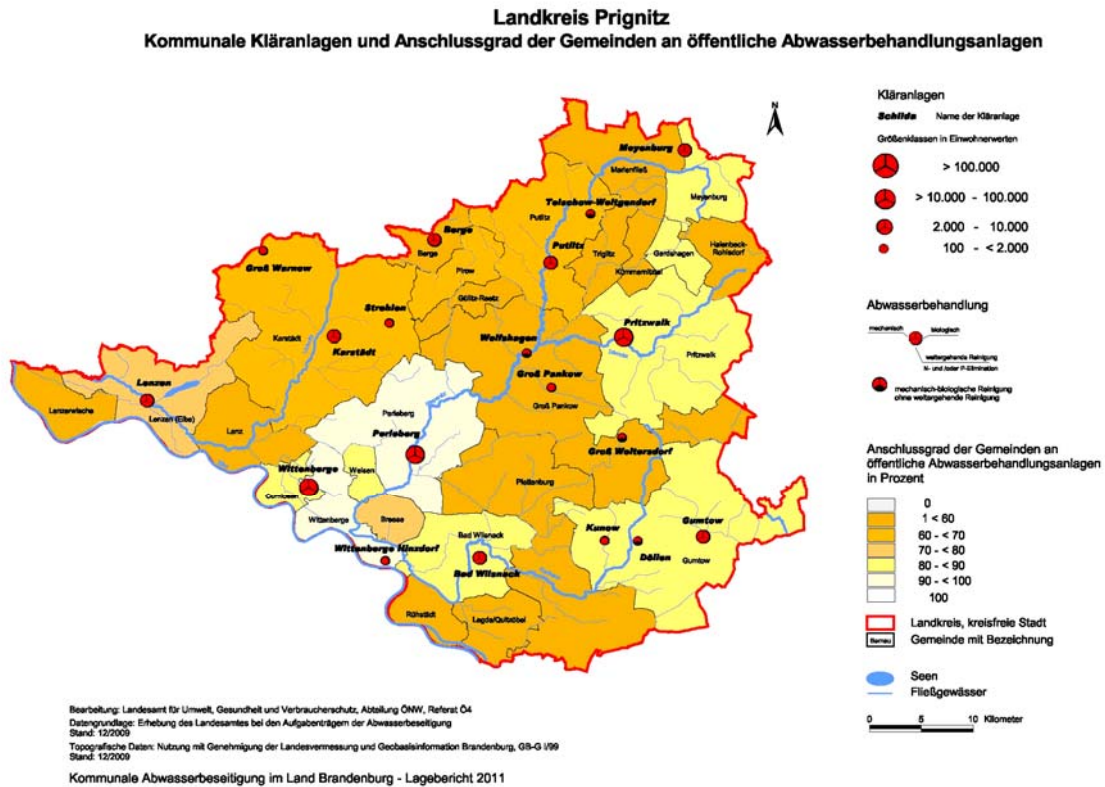 Landkreis Prignitz
Kommunale Kläranlagen und Anschlussgrad der Gemeinden an öffentliche Abwasserbehandlungsanlagen
Kläranlagen
Schilda Name der Kläranlage
Größenklassen in Einwohnerwerten
> 100.000
> 10.000 - 100.000
2.000 - 10.000
100 - < 2.000
Abwasserbehandlung
mechanisch biologisch
weitergehende Reinigung
N- und /oder P-Elimination
mechanisch-biologische Reinigung
ohne weitergehende Reinigung
Anschlussgrad der Gemeinden an
öffentliche Abwasserbehandlungsanlagen
in Prozent
0
1 < 60
60 - < 70
70 - < 80
80 - < 90
90 - < 100
100
Landkreis, kreisfreie Stadt
Bernau Gemeinde mit Bezeichnung
Seen
Fließgewässer
0 5 10 Kilometer
N
Meyenburg
Marienfließ
Meyenburg
Telschow-Weitgendorf
Putlitz
Halenbeck-
Rohlsdorf
Gerdshagen
Berge
Berge
Putlitz
Triglitz
Kümmernitztal
Pirow
Groß Warnow
Gülitz-Reetz
Strehlen
Karstädt
Karstädt
Wolfshagen
Pritzwalk
Pritzwalk
Groß Pankow
Groß Pankow
Lenzen
Lenzerwische
Lenzen (Elbe)
Lanz
Perleberg
Perleberg
Groß Woltersdorf
Wittenberge
Weisen
Cumlosen
Plattenburg
Wittenberge
Breese
Bad Wilsnack
Kunow
Gumtow
Wittenberge Hinzdorf
Bad Wilsnack
Döllen
Gumtow
Rühstädt
Legde/Quitzöbel
Bearbeitung: Landesamt für Umwelt, Gesundheit und Verbraucherschutz, Abteilung ÖNW, Referat Ö4
Datengrundlage: Erhebung des Landesamtes bei den Aufgabenträgern der Abwasserbeseitigung
Stand: 12/2009
Topografische Daten: Nutzung mit Genehmigung der Landesvermessung und Geobasisinformation Brandenburg, GB-G I/99
Stand: 12/2009
Kommunale Abwasserbeseitigung im Land Brandenburg - Lagebericht 2011